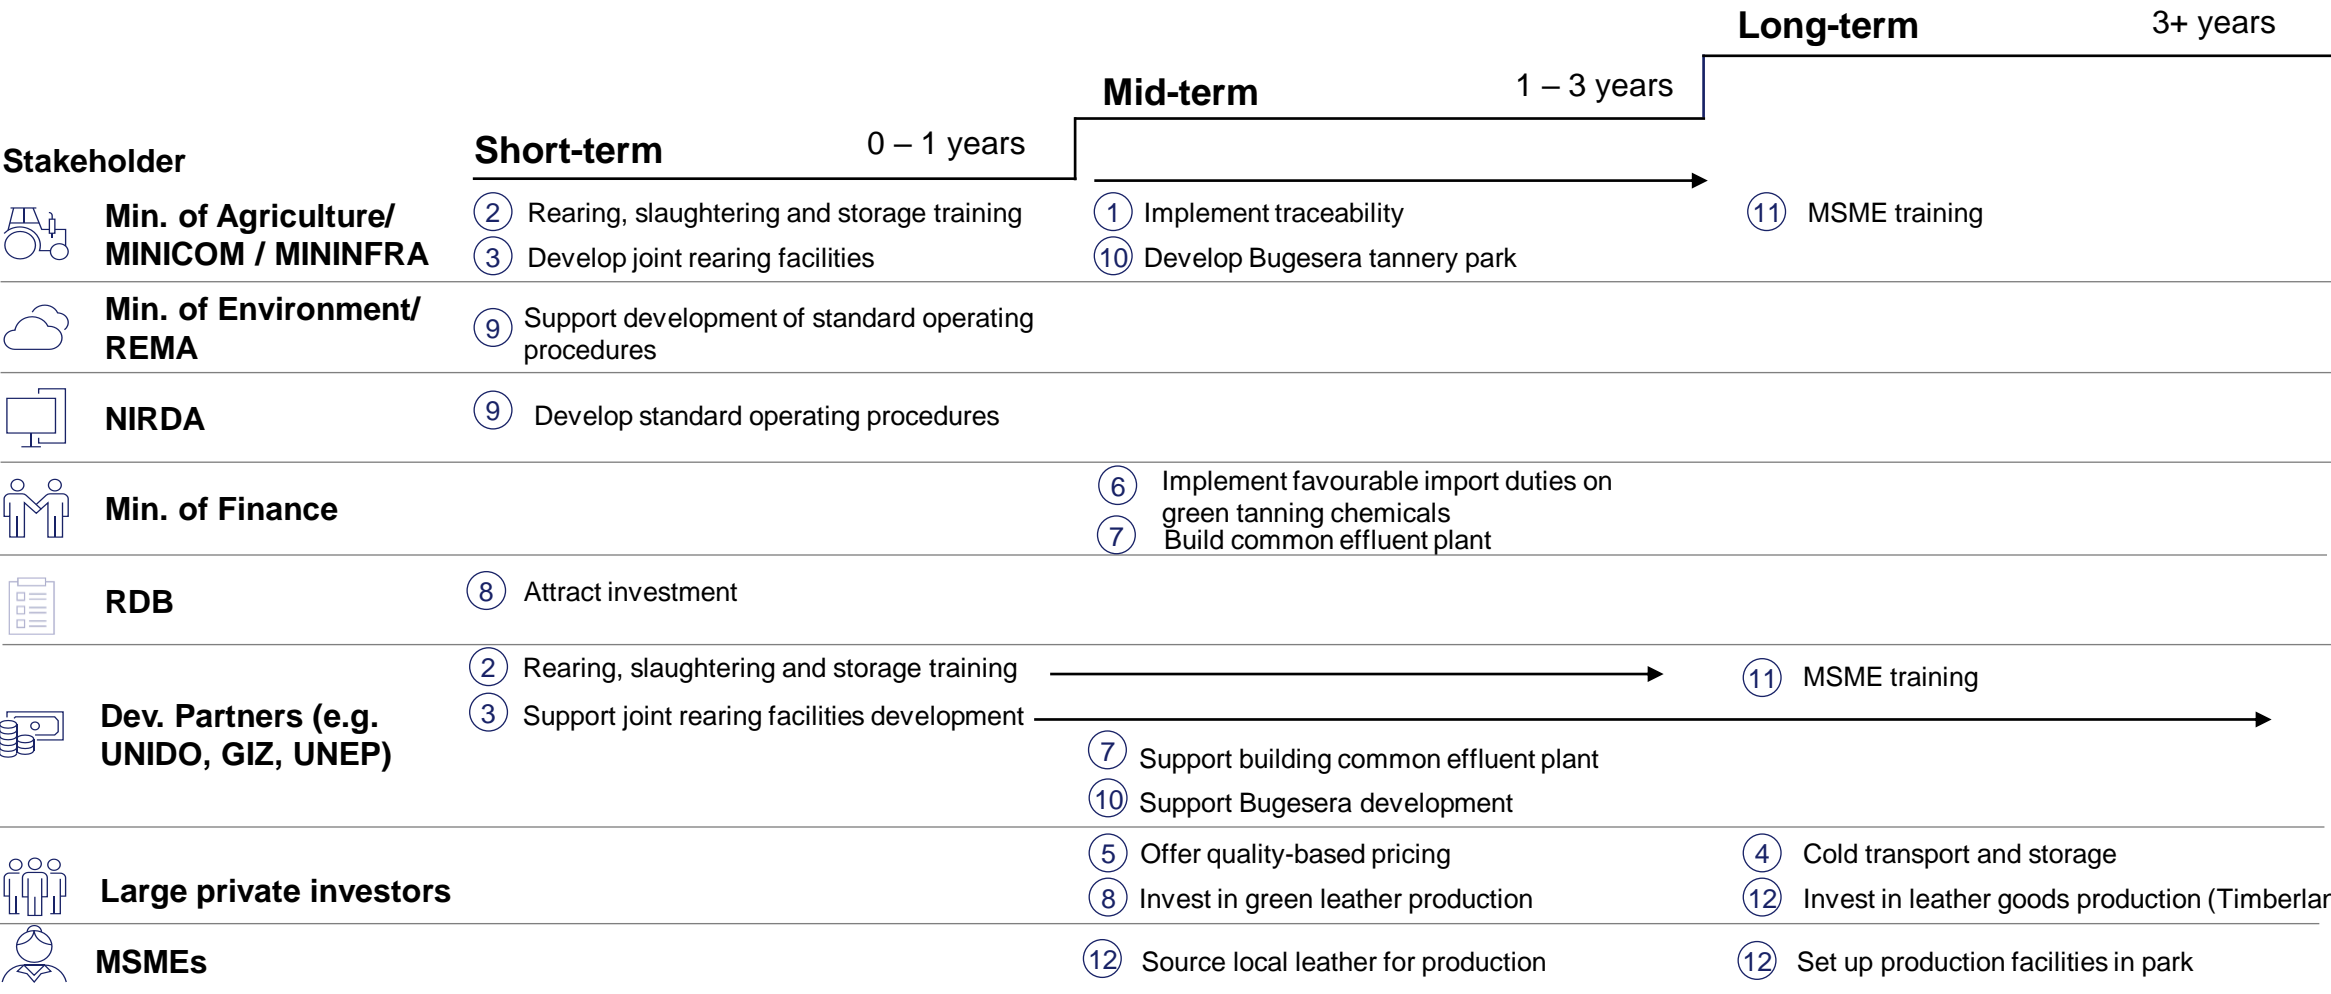 Long-term 3+ years
Mid-term 1 – 3 years
Short-term 0 – 1 years
Stakeholder
Min. of Agriculture/
MINICOM / MININFRA
2 Rearing, slaughtering and storage training
3 Develop joint rearing facilities
1 Implement traceability
10 Develop Bugesera tannery park
11 MSME training
Min. of Environment/
REMA
9 Support development of standard operating
procedures
NIRDA
9 Develop standard operating procedures
Min. of Finance
6 Implement favourable import duties on
green tanning chemicals
7 Build common effluent plant
RDB
8 Attract investment
Dev. Partners (e.g.
UNIDO, GIZ, UNEP)
2 Rearing, slaughtering and storage training
3 Support joint rearing facilities development
7 Support building common effluent plant
10 Support Bugesera development
11 MSME training
Large private investors
5 Offer quality-based pricing
8 Invest in green leather production
4 Cold transport and storage
12 Invest in leather goods production
MSMEs
12 Source local leather for production
12 Set up production facilities in park